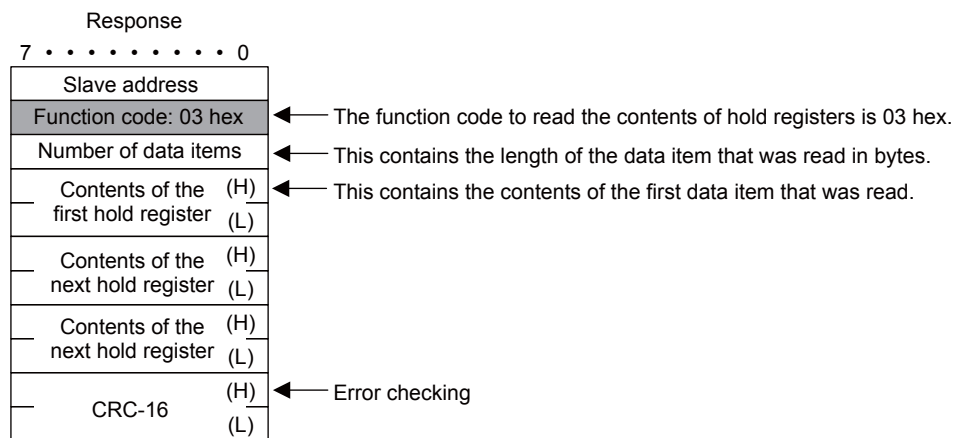 Response
7 • • • • • • • • • 0
Slave address
Function code: 03 hex
The function code to read the contents of hold registers is 03 hex.
Number of data items
This contains the length of the data item that was read in bytes.
Contents of the
first hold register
(H)
(L)
This contains the contents of the first data item that was read.
Contents of the
next hold register
(H)
(L)
Contents of the
next hold register
(H)
(L)
CRC-16
(H)
(L)
Error checking